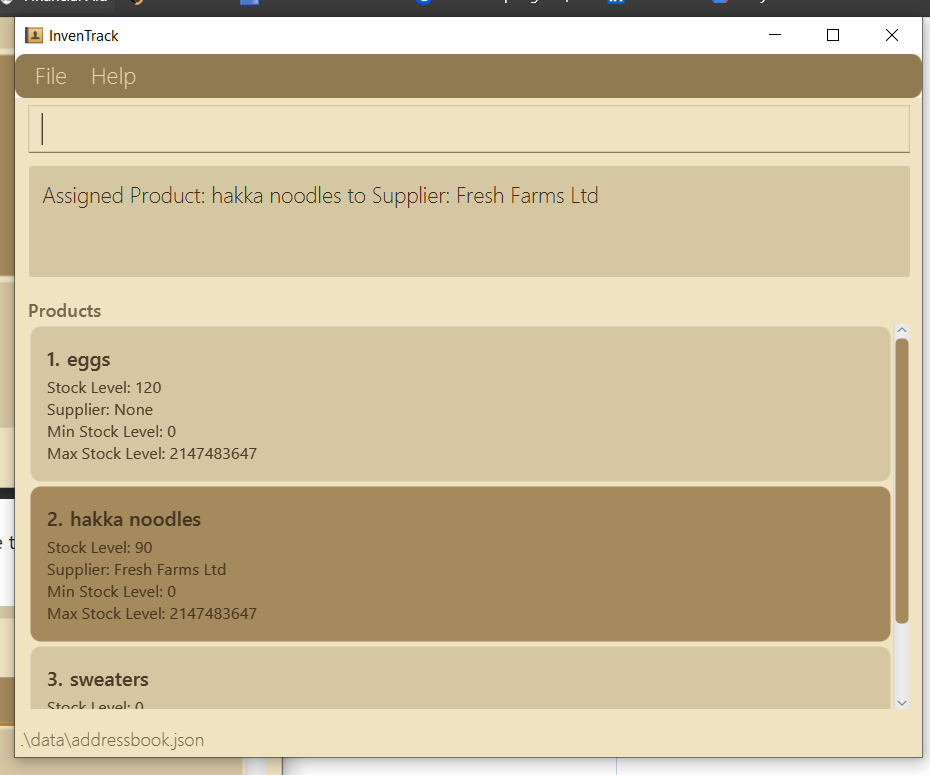 InvenTrack
File Help
Assigned Product: hakka noodles to Supplier: Fresh Farms Ltd
Products
1. eggs
Stock Level: 120
Supplier: None
Min Stock Level: 0
Max Stock Level: 2147483647
2. hakka noodles
Stock Level: 90
Supplier: Fresh Farms Ltd
Min Stock Level: 0
Max Stock Level: 2147483647
3. sweaters
Stock Level: 0
.\data\addressbook.json